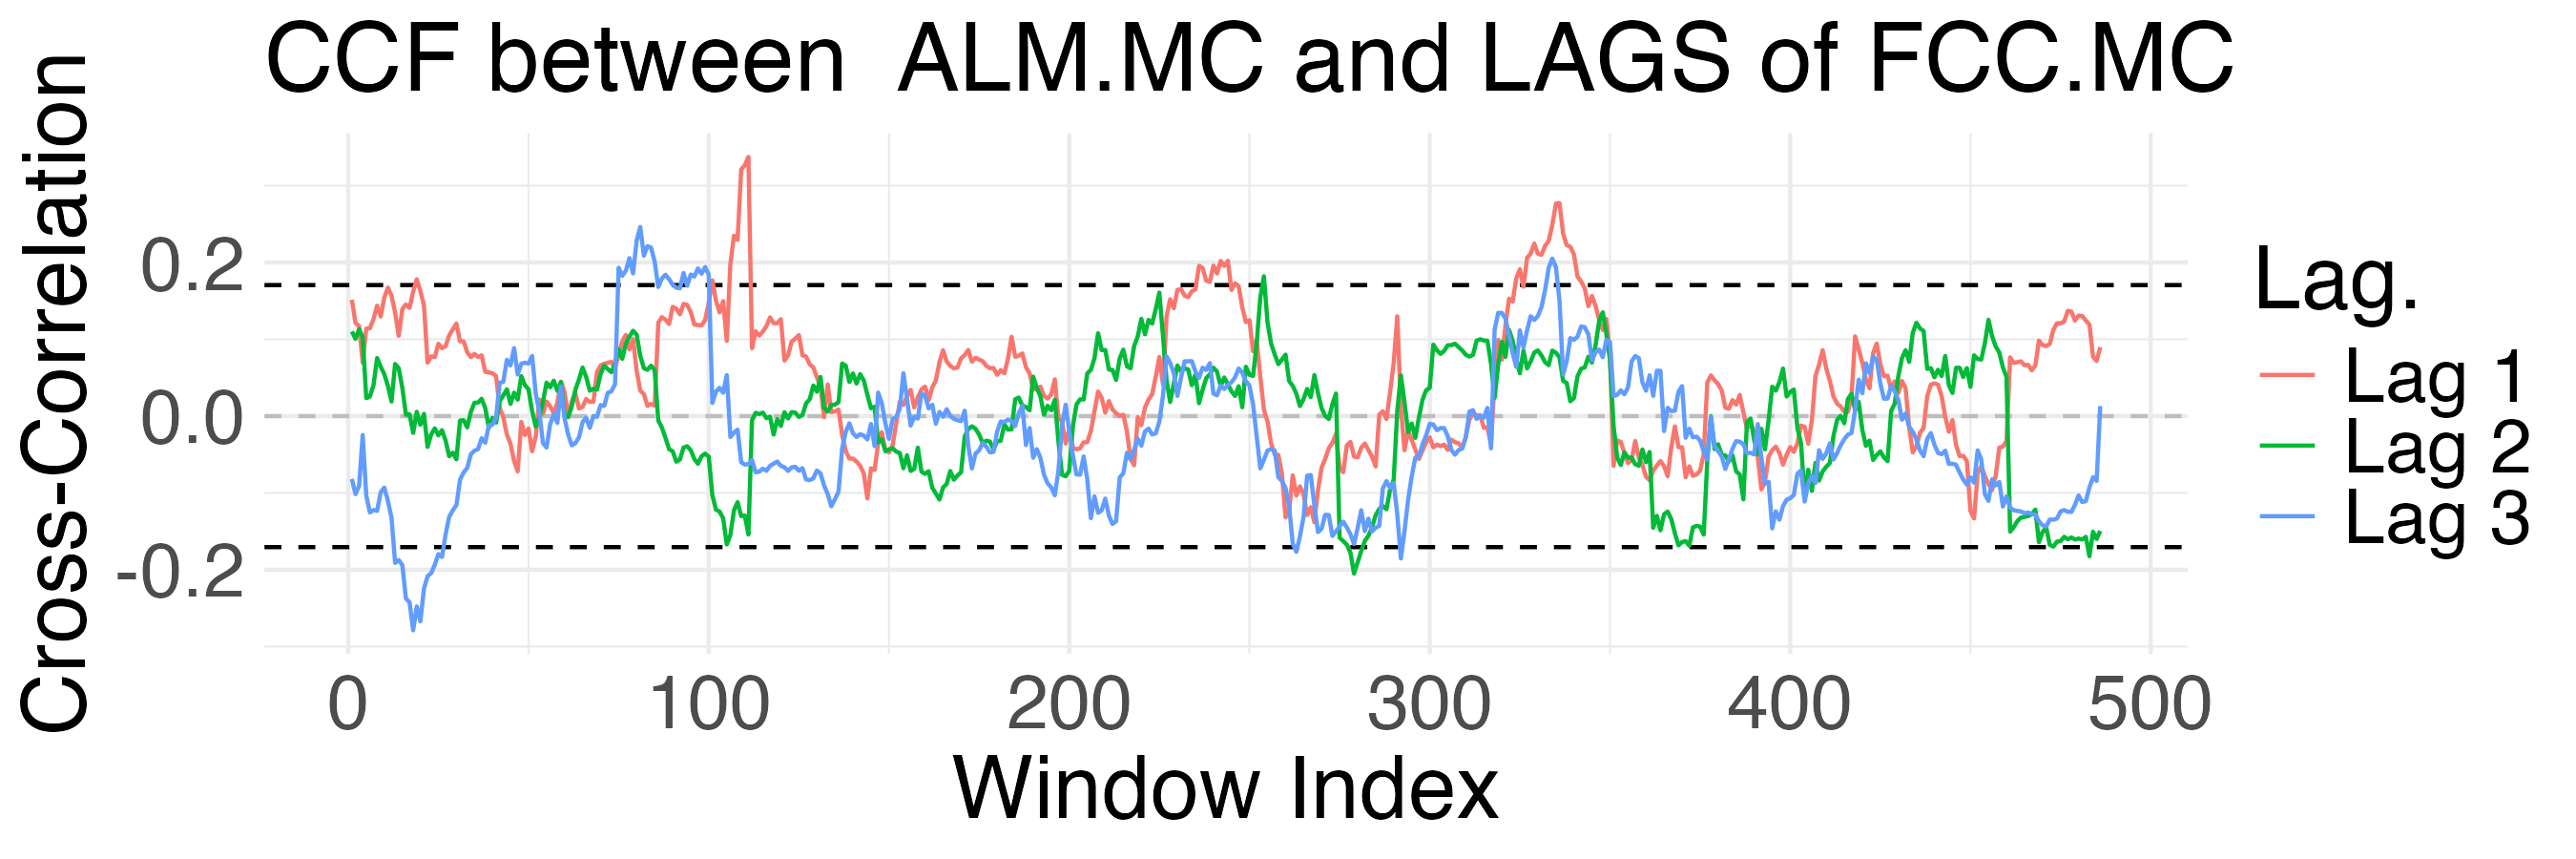 CCF between  ALM.MC and LAGS of FCC.MC
Cross-Correlation
0.2
0.0
-0.2
0 100 200 300 400 500
Window Index
Lag.
Lag 1
Lag 2
Lag 3